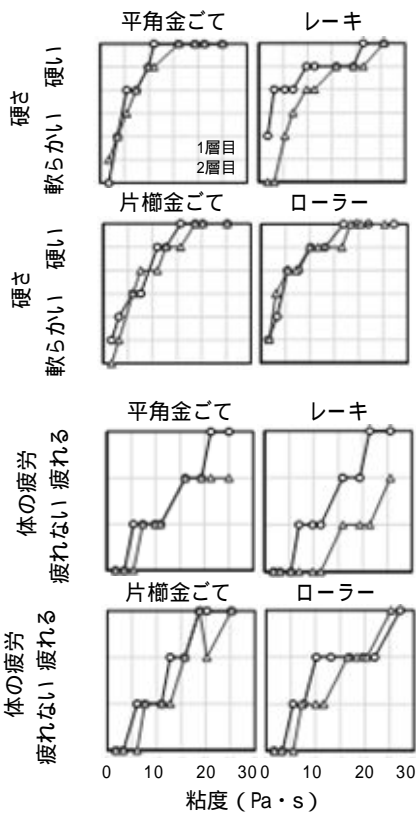 平角金ごて レーキ
硬さ
軟らかい 硬い
1層目
2層目
片櫛金ごて ローラー
硬さ
軟らかい 硬い
平角金ごて レーキ
体の疲労
疲れない 疲れる
片櫛金ごて ローラー
体の疲労
疲れない 疲れる
0 10 20 30 0 10 20 30
粘度(Pa・s)